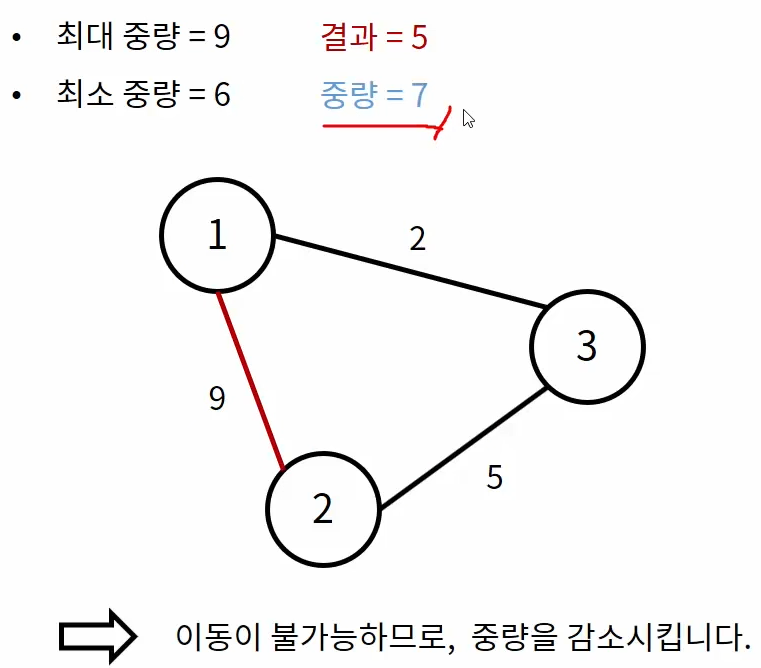 • 최대 중량 = 9 결과 = 5
• 최소 중량 = 6 중량 = 7
1
2
3
9
5
2
이동이 불가능하므로, 중량을 감소시킵니다.